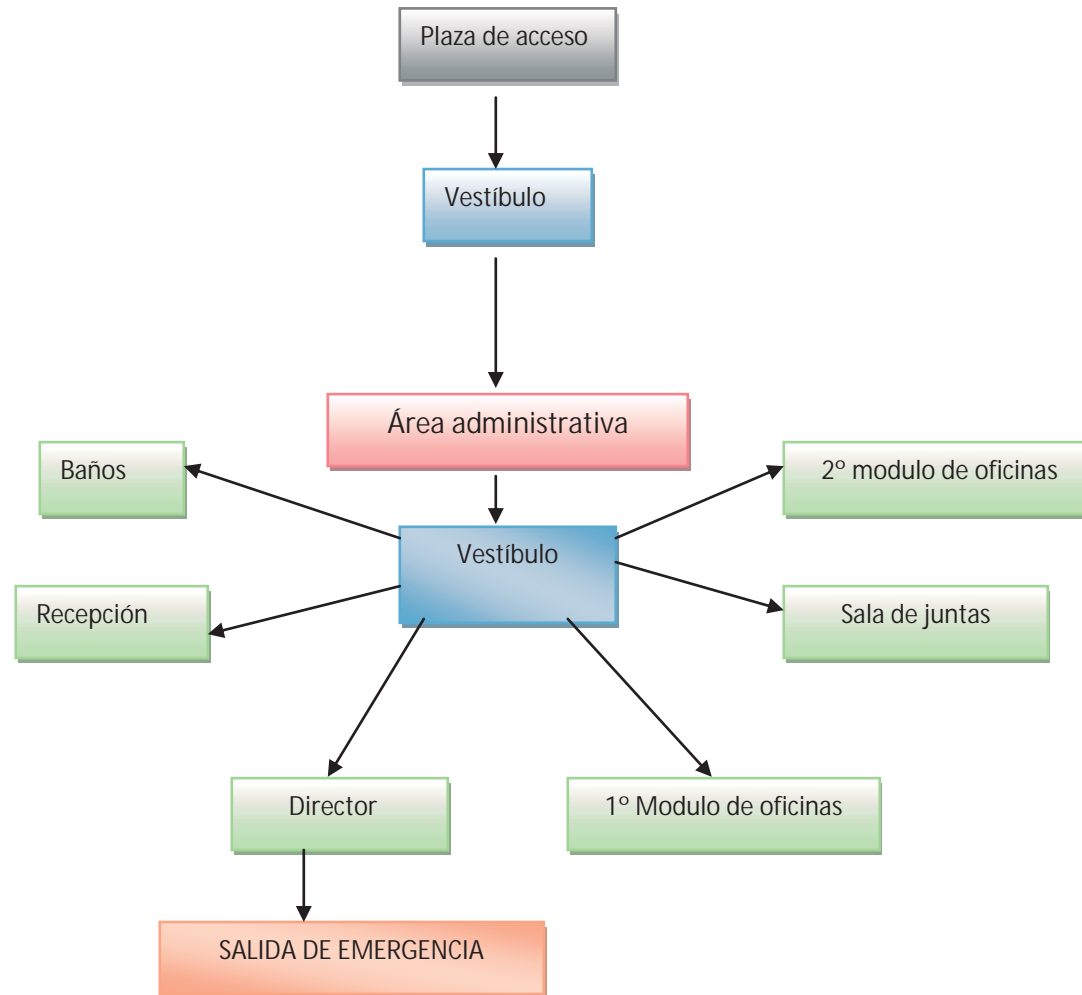 Plaza de acceso
Vestíbulo
Área administrativa
Baños
2º modulo de oficinas
Vestíbulo
Recepción
Sala de juntas
Director
1º Modulo de oficinas
SALIDA DE EMERGENCIA